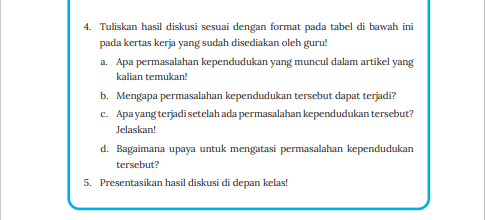 4. Tuliskan hasil diskusi sesuai dengan format pada tabel di bawah ini
pada kertas kerja yang sudah disediakan oleh guru!
a. Apa permasalahan kependudukan yang muncul dalam artikel yang
kalian temukan!
b. Mengapa permasalahan kependudukan tersebut dapat terjadi?
c. Apa yang terjadi setelah ada permasalahan kependudukan tersebut?
Jelaskan!
d. Bagaimana upaya untuk mengatasi permasalahan kependudukan
tersebut?
5. Presentasikan hasil diskusi di depan kelas!